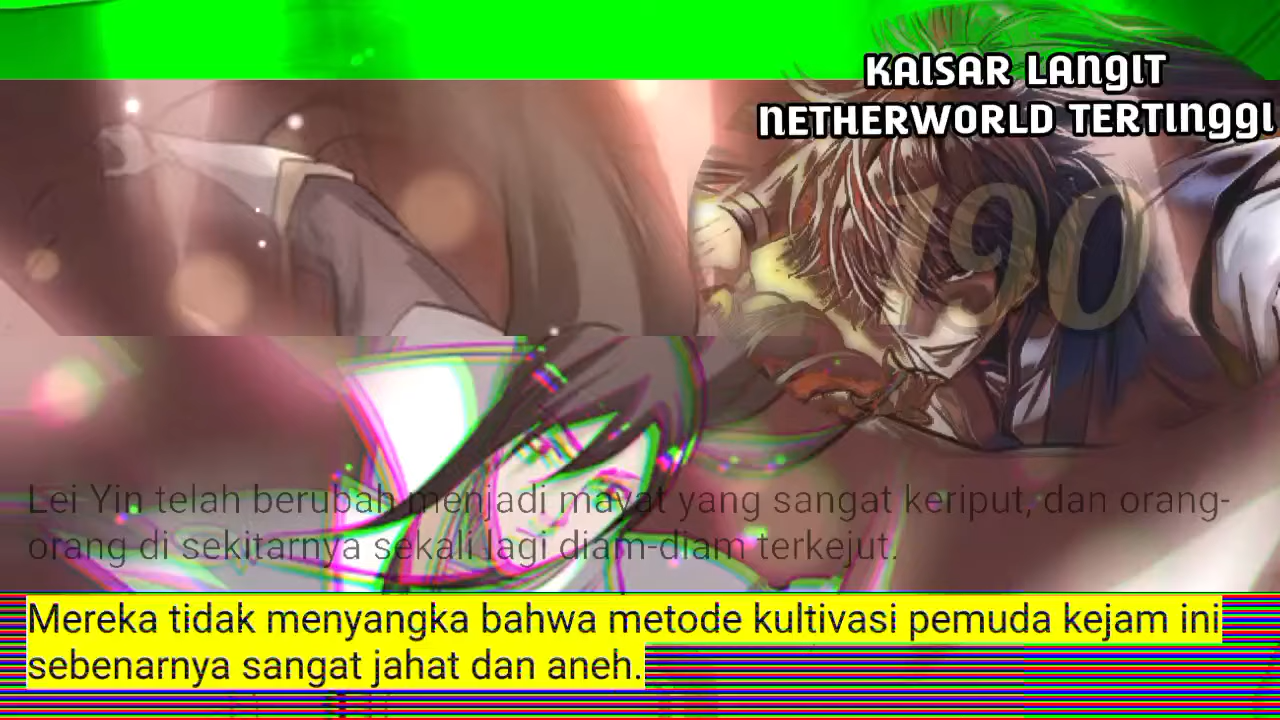 KAISAR LANGIT
NETHERWORLD TERTINGGI
190
Lei Yin telah berubah menjadi mayat yang sangat keriput, dan orang-
orang di sekitarnya sekali lagi diam-diam terkejut.
Mereka tidak menyangka bahwa metode kultivasi pemuda kejam ini
sebenarnya sangat jahat dan aneh.